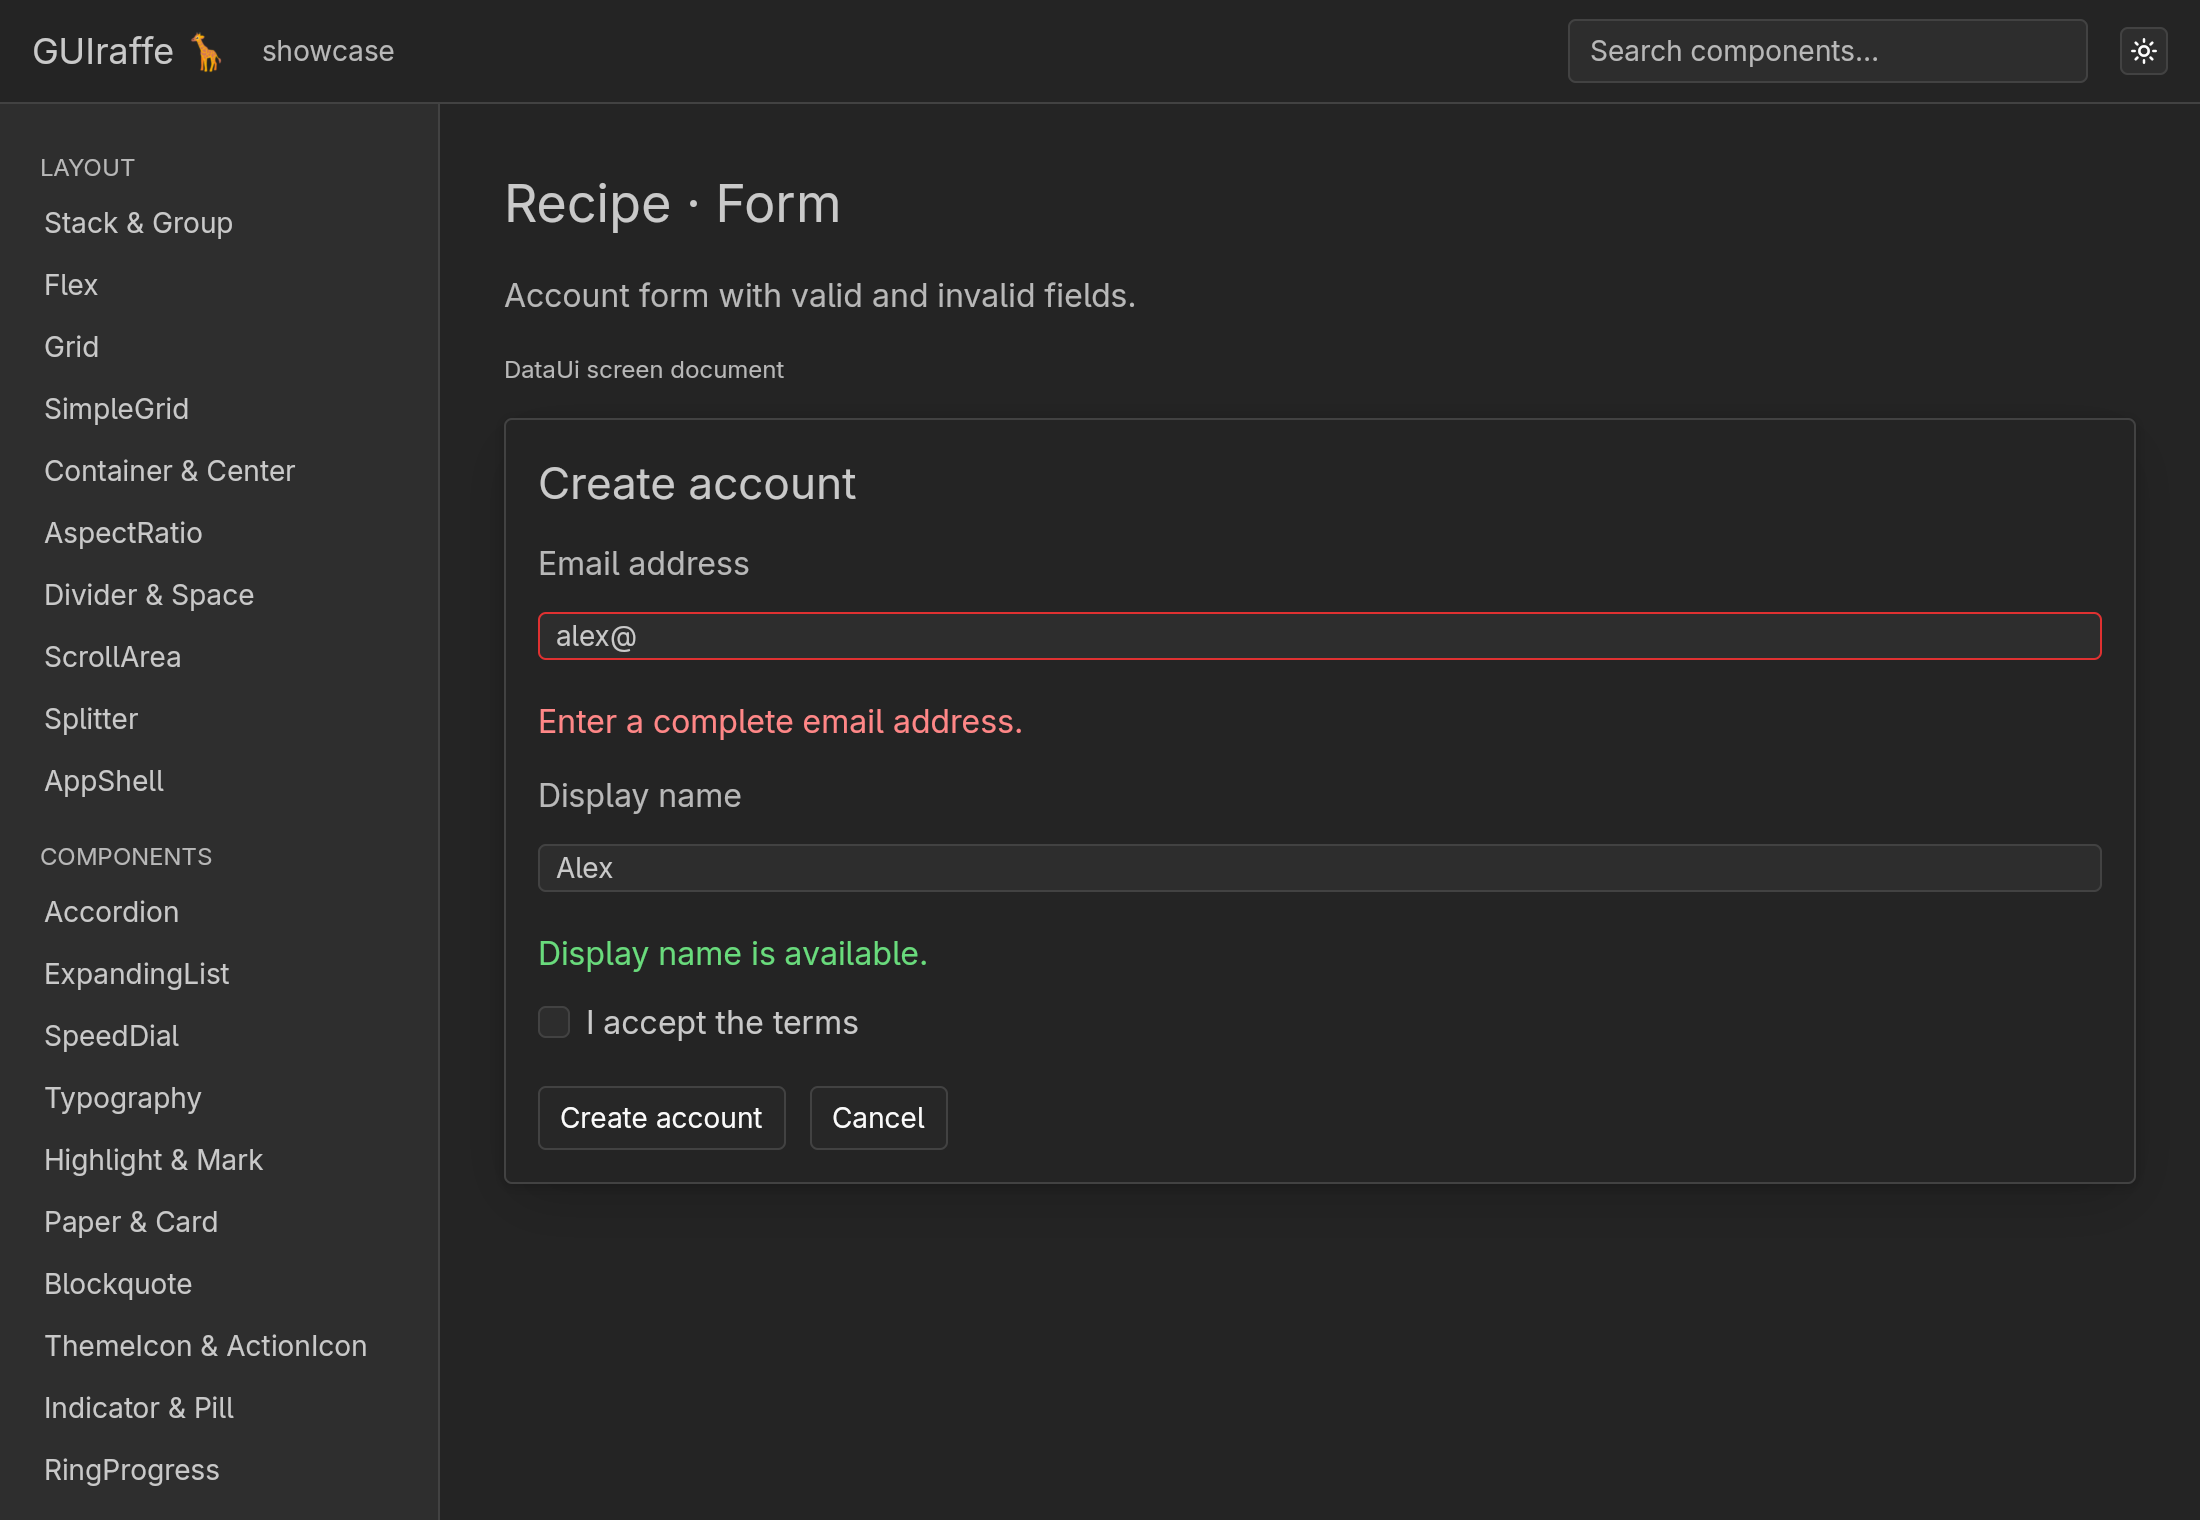 GUIraffe 🦒 showcase
Search components...
LAYOUT
Stack & Group
Flex
Grid
SimpleGrid
Container & Center
AspectRatio
Divider & Space
ScrollArea
Splitter
AppShell
COMPONENTS
Accordion
ExpandingList
SpeedDial
Typography
Highlight & Mark
Paper & Card
Blockquote
ThemeIcon & ActionIcon
Indicator & Pill
RingProgress
Recipe · Form
Account form with valid and invalid fields.
DataUi screen document
Create account
Email address
alex@
Enter a complete email address.
Display name
Alex
Display name is available.
I accept the terms
Create account
Cancel